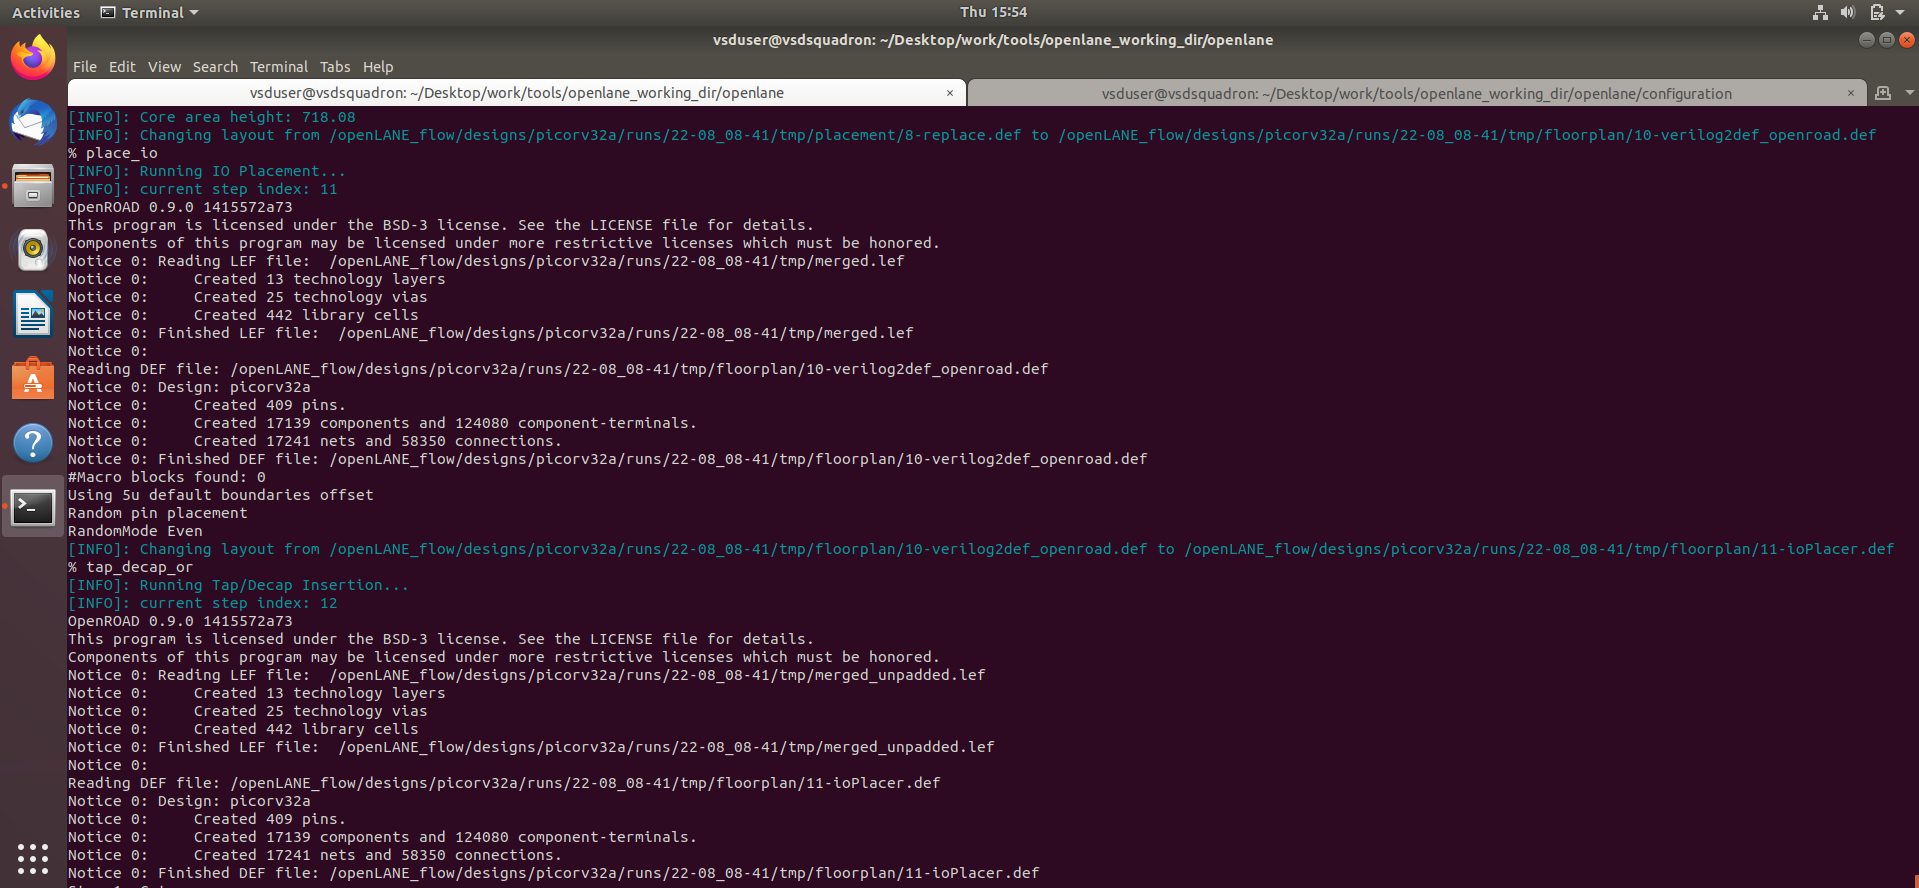 Activities
Terminal
Thu 15:54
vsduser@vsdsquadron: ~/Desktop/work/tools/openlane_working_dir/openlane
File Edit View Search Terminal Tabs Help
vsduser@vsdsquadron: ~/Desktop/work/tools/openlane_working_dir/openlane
vsduser@vsdsquadron: ~/Desktop/work/tools/openlane_working_dir/openlane/configuration
[INFO]: Core area height: 718.08
[INFO]: Changing layout from /openLANE_flow/designs/picorv32a/runs/22-08_08-41/tmp/placement/8-replace.def to /openLANE_flow/designs/picorv32a/runs/22-08_08-41/tmp/floorplan/10-verilog2def_openroad.def
% place_io
[INFO]: Running IO Placement...
[INFO]: current step index: 11
OpenROAD 0.9.0 1415572a73
This program is licensed under the BSD-3 license. See the LICENSE file for details.
Components of this program may be licensed under more restrictive licenses which must be honored.
Notice 0: Reading LEF file:  /openLANE_flow/designs/picorv32a/runs/22-08_08-41/tmp/merged.lef
Notice 0:     Created 13 technology layers
Notice 0:     Created 25 technology vias
Notice 0:     Created 442 library cells
Notice 0: Finished LEF file:  /openLANE_flow/designs/picorv32a/runs/22-08_08-41/tmp/merged.lef
Notice 0:
Reading DEF file: /openLANE_flow/designs/picorv32a/runs/22-08_08-41/tmp/floorplan/10-verilog2def_openroad.def
Notice 0: Design: picorv32a
Notice 0:     Created 409 pins.
Notice 0:     Created 17139 components and 124080 component-terminals.
Notice 0:     Created 17241 nets and 58350 connections.
Notice 0: Finished DEF file: /openLANE_flow/designs/picorv32a/runs/22-08_08-41/tmp/floorplan/10-verilog2def_openroad.def
#Macro blocks found: 0
Using 5u default boundaries offset
Random pin placement
RandomMode Even
[INFO]: Changing layout from /openLANE_flow/designs/picorv32a/runs/22-08_08-41/tmp/floorplan/10-verilog2def_openroad.def to /openLANE_flow/designs/picorv32a/runs/22-08_08-41/tmp/floorplan/11-ioPlacer.def
% tap_decap_or
[INFO]: Running Tap/Decap Insertion...
[INFO]: current step index: 12
OpenROAD 0.9.0 1415572a73
This program is licensed under the BSD-3 license. See the LICENSE file for details.
Components of this program may be licensed under more restrictive licenses which must be honored.
Notice 0: Reading LEF file:  /openLANE_flow/designs/picorv32a/runs/22-08_08-41/tmp/merged_unpadded.lef
Notice 0:     Created 13 technology layers
Notice 0:     Created 25 technology vias
Notice 0:     Created 442 library cells
Notice 0: Finished LEF file:  /openLANE_flow/designs/picorv32a/runs/22-08_08-41/tmp/merged_unpadded.lef
Notice 0:
Reading DEF file: /openLANE_flow/designs/picorv32a/runs/22-08_08-41/tmp/floorplan/11-ioPlacer.def
Notice 0: Design: picorv32a
Notice 0:     Created 409 pins.
Notice 0:     Created 17139 components and 124080 component-terminals.
Notice 0:     Created 17241 nets and 58350 connections.
Notice 0: Finished DEF file: /openLANE_flow/designs/picorv32a/runs/22-08_08-41/tmp/floorplan/11-ioPlacer.def